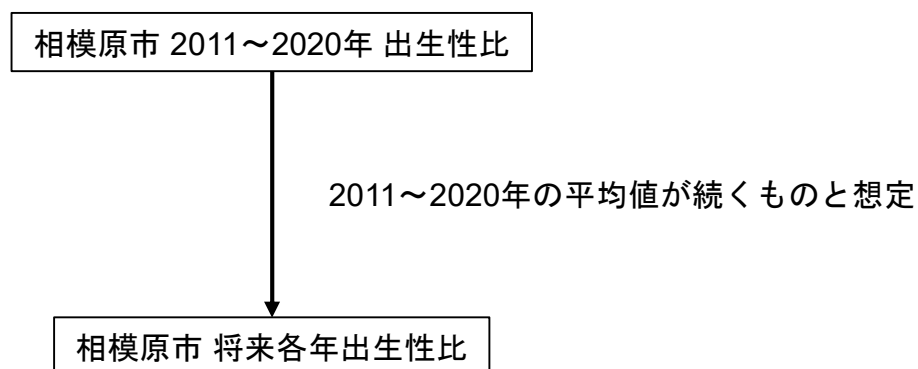 相模原市 2011～2020年 出生性比
2011～2020年の平均値が続くものと想定
相模原市 将来各年出生性比